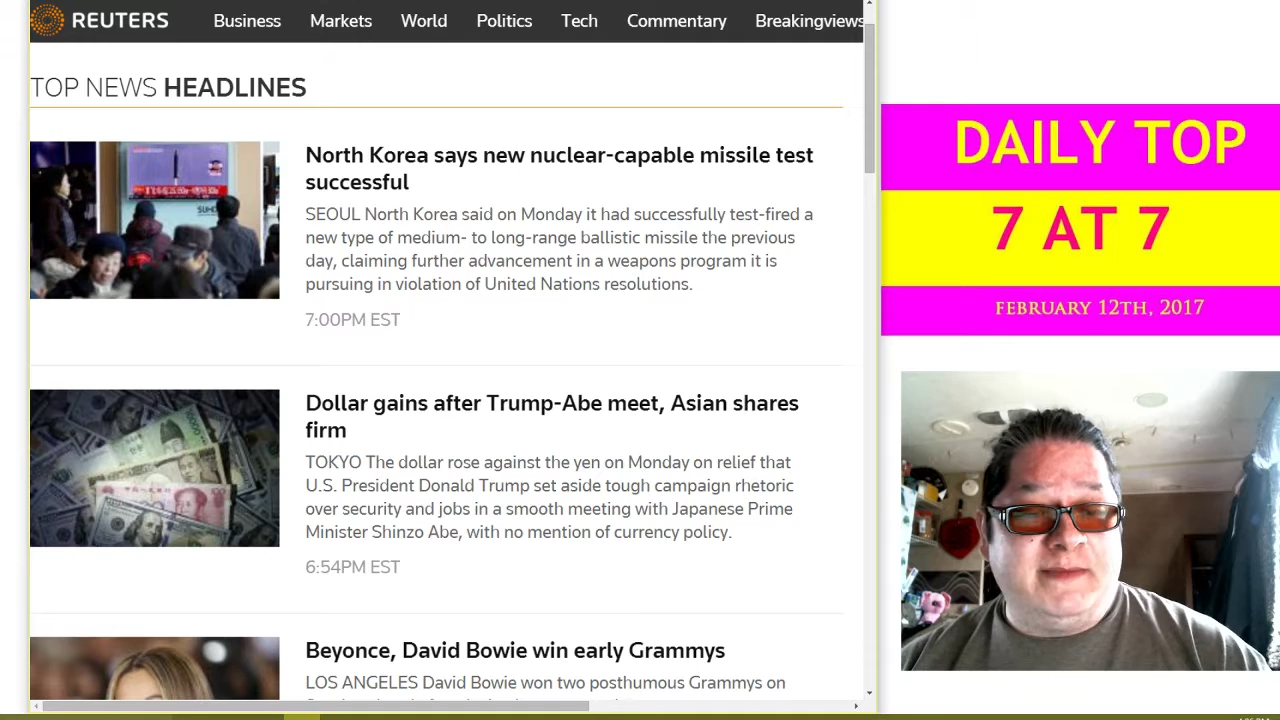 REUTERS Business Markets World Politics Tech Commentary Breakingviews
TOP NEWS HEADLINES
North Korea says new nuclear-capable missile test
successful
SEOUL North Korea said on Monday it had successfully test-fired a
new type of medium- to long-range ballistic missile the previous
day, claiming further advancement in a weapons program it is
pursuing in violation of United Nations resolutions.
7:00PM EST
Dollar gains after Trump-Abe meet, Asian shares
firm
TOKYO The dollar rose against the yen on Monday on relief that
U.S. President Donald Trump set aside tough campaign rhetoric
over security and jobs in a smooth meeting with Japanese Prime
Minister Shinzo Abe, with no mention of currency policy.
6:54PM EST
Beyonce, David Bowie win early Grammys
LOS ANGELES David Bowie won two posthumous Grammys on
DAILY TOP
7 AT 7
FEBRUARY 12TH, 2017